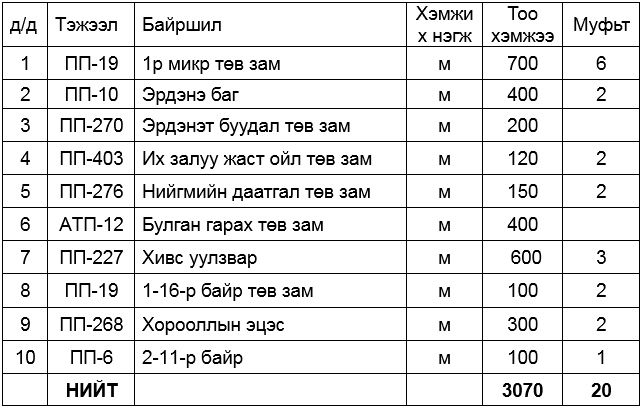 д/д Тэжээл Байршил Хэмжи Тоо Муфьт
х нэгж хэмжээ
1 ПП-19 1р микр төв зам м 700 6
2 ПП-10 Эрдэнэ баг м 400 2
3 ПП-270 Эрдэнэт буудал төв зам м 200
4 ПП-403 Их залуу жаст ойл төв зам м 120 2
5 ПП-276 Нийгмийн даатгал төв зам м 150 2
6 АТП-12 Булган гарах төв зам м 400
7 ПП-227 Хивс уулзвар м 600 3
8 ПП-19 1-16-р байр төв зам м 100 2
9 ПП-268 Хорооллын эцэс м 300 2
10 ПП-6 2-11-р байр м 100 1
НИЙТ 3070 20